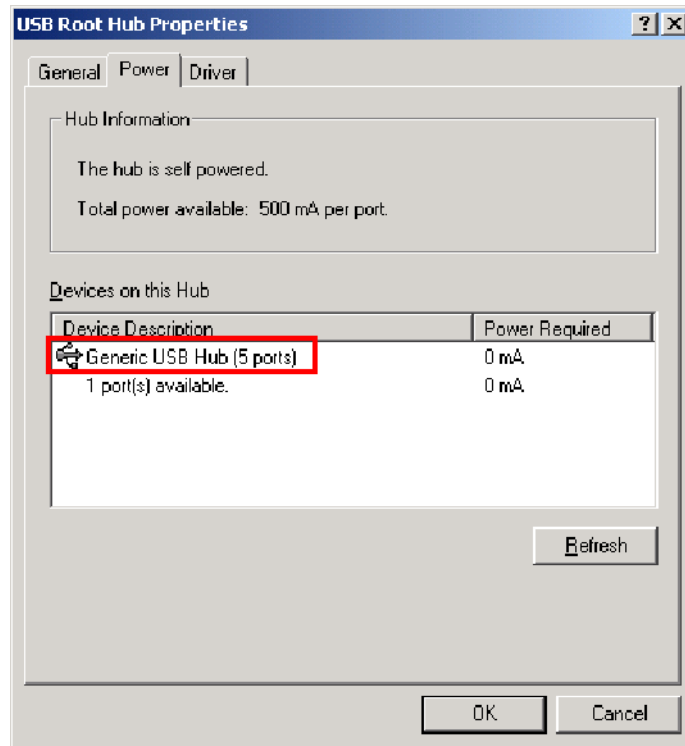 USB Root Hub Properties
General Power Driver
Hub Information
The hub is self powered.
Total power available: 500 mA per port.
Devices on this Hub
Device Description Power Required
Generic USB Hub (5 ports) 0 mA
1 port(s) available. 0 mA
Refresh
OK Cancel